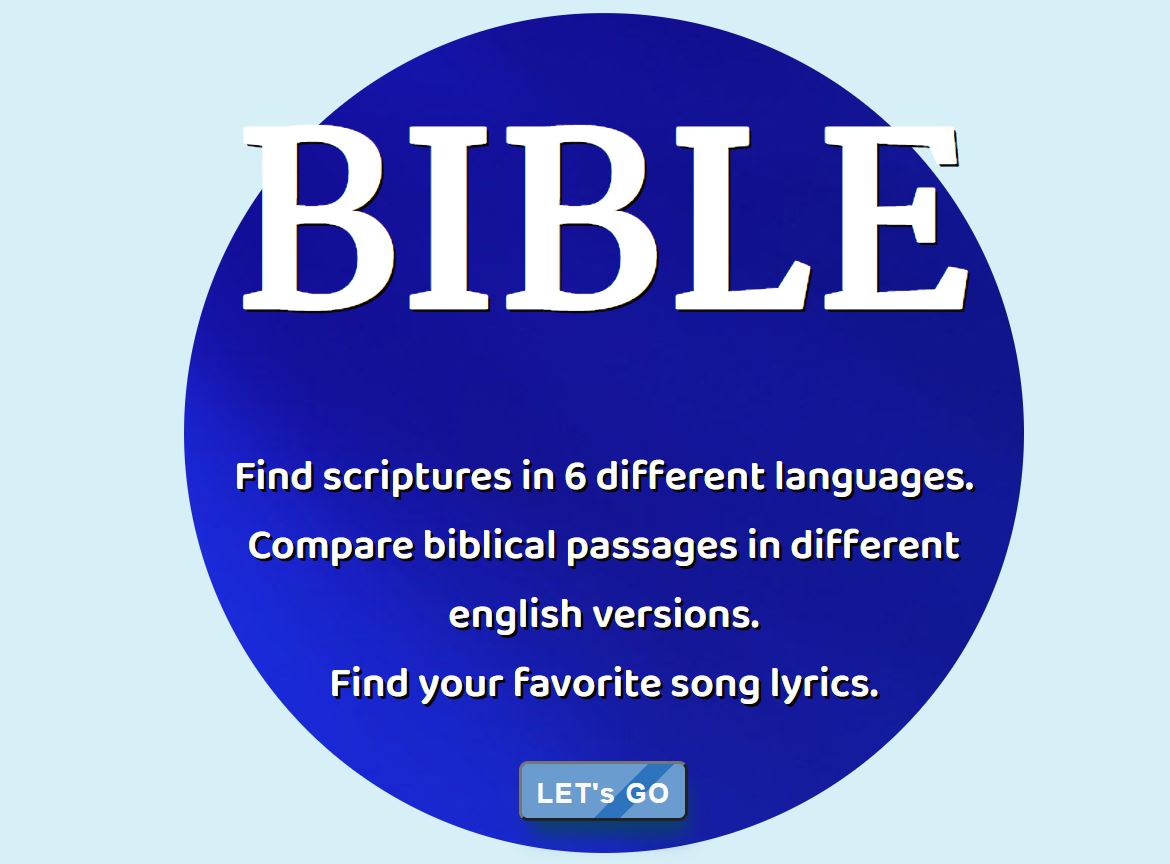 BIBLE
Find scriptures in 6 different languages.
Compare biblical passages in different
english versions.
Find your favorite song lyrics.
LET's GO